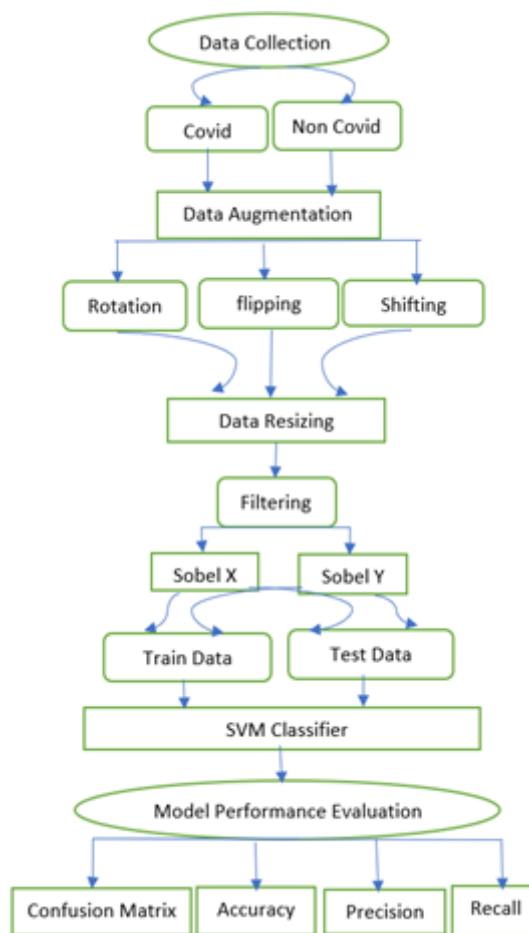 Data Collection
Covid
Non Covid
Data Augmentation
Rotation
flipping
Shifting
Data Resizing
Filtering
Sobel X
Sobel Y
Train Data
Test Data
SVM Classifier
Model Performance Evaluation
Confusion Matrix
Accuracy
Precision
Recall